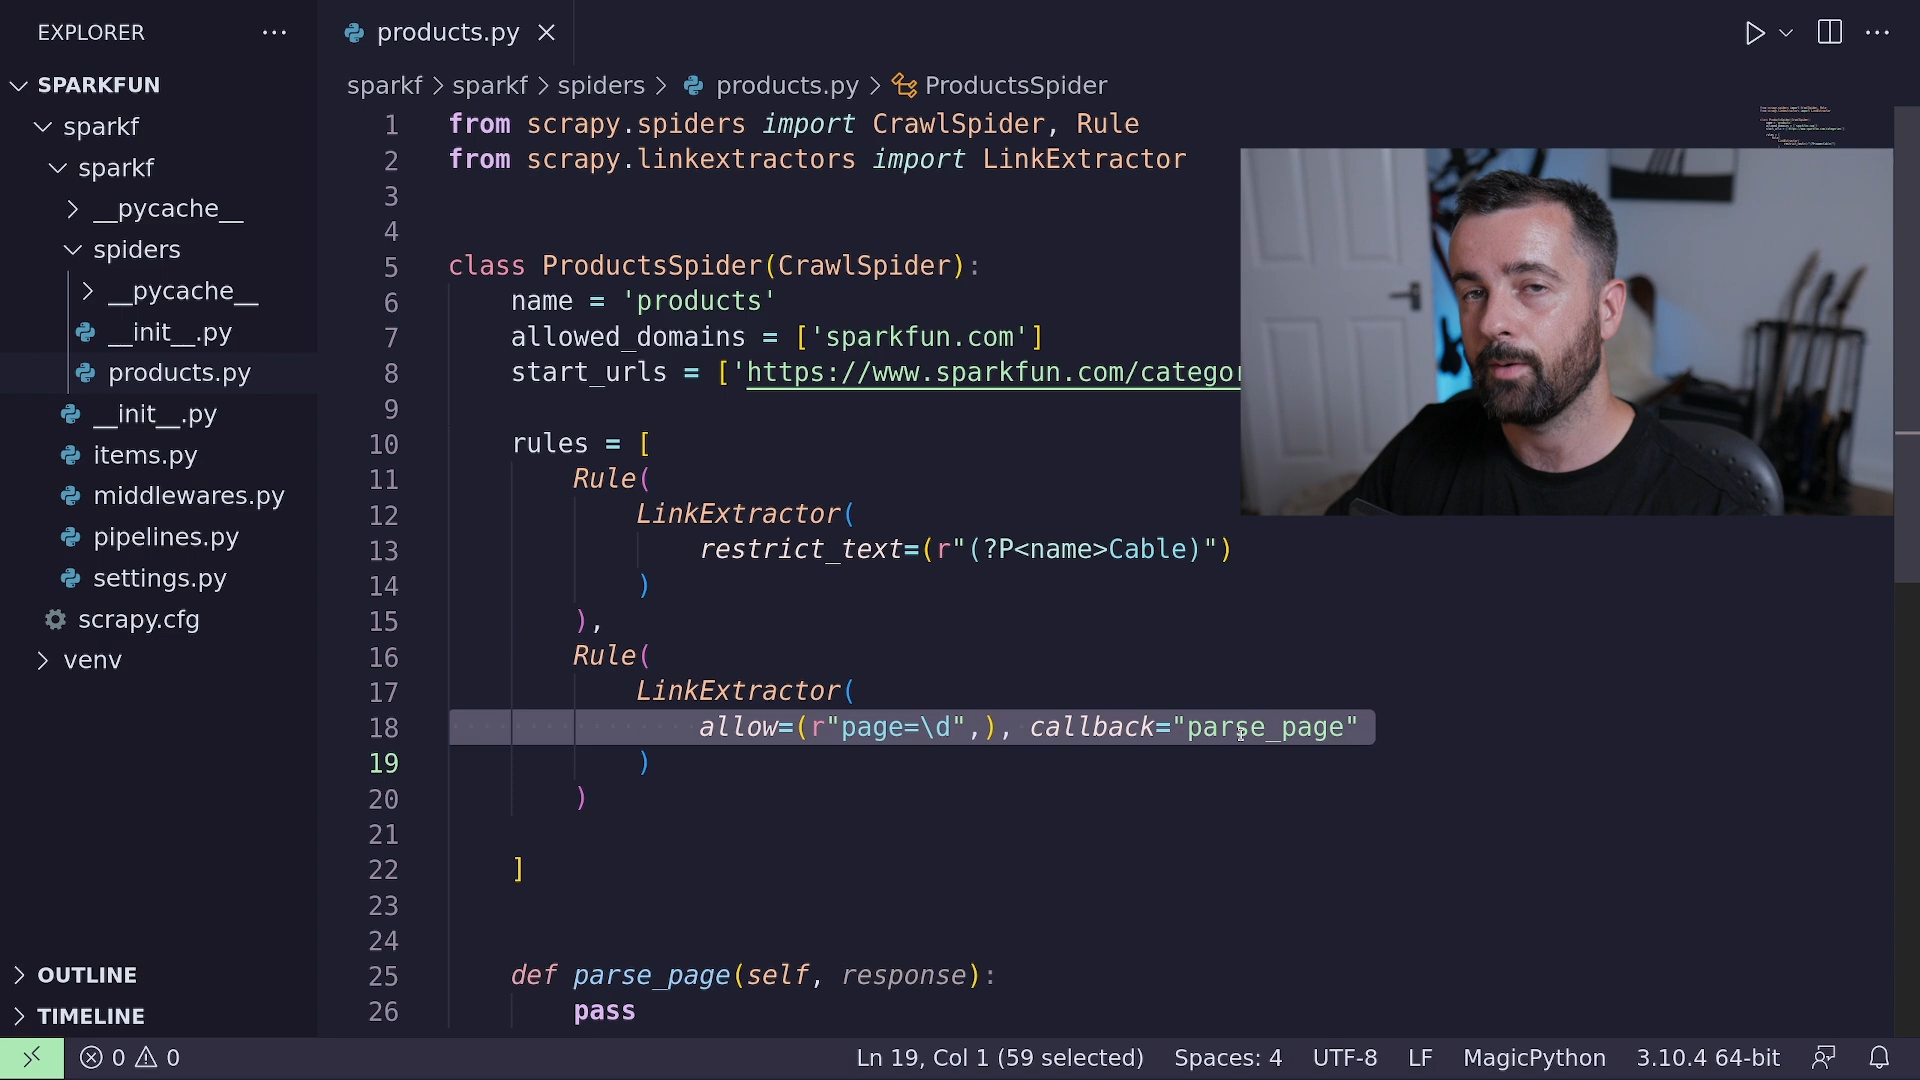 EXPLORER
SPARKFUN
sparkf
sparkf
__pycache__
spiders
__pycache__
__init__.py
products.py
__init__.py
items.py
middlewares.py
pipelines.py
settings.py
scrapy.cfg
venv
OUTLINE
TIMELINE
products.py
sparkf > sparkf > spiders > products.py > ProductsSpider
1 from scrapy.spiders import CrawlSpider, Rule
2 from scrapy.linkextractors import LinkExtractor
3
4
5 class ProductsSpider(CrawlSpider):
6     name = 'products'
7     allowed_domains = ['sparkfun.com']
8     start_urls = ['https://www.sparkfun.com/categor
9
10     rules = [
11         Rule(
12             LinkExtractor(
13                 restrict_text=(r"(?P<name>Cable)")
14             )
15         ),
16         Rule(
17             LinkExtractor(
18                 allow=(r"page=\d",), callback="parse_page"
19             )
20         )
21
22     ]
23
24
25     def parse_page(self, response):
26         pass
0 0
Ln 19, Col 1 (59 selected) Spaces: 4 UTF-8 LF MagicPython 3.10.4 64-bit